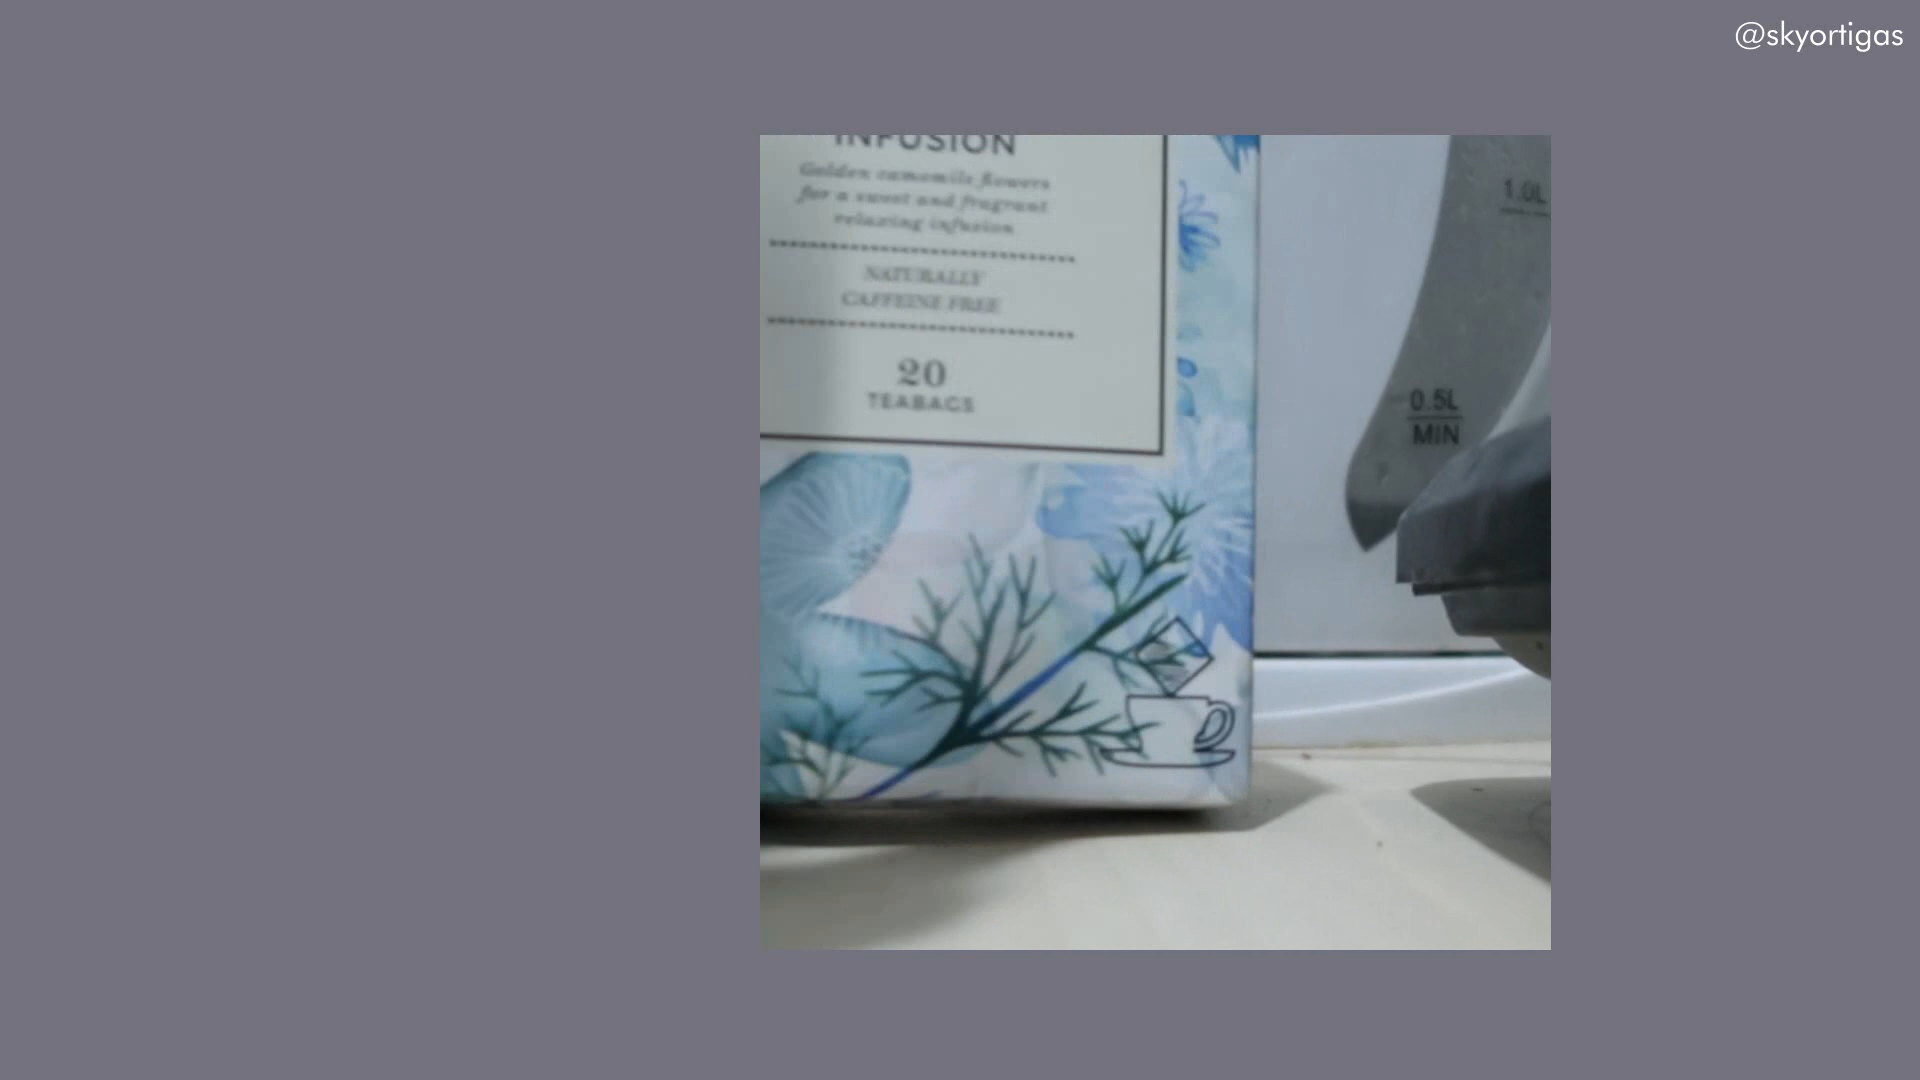 @skyortigas
INFUSION
Golden camomile flowers
for a sweet and fragrant
relaxing infusion
NATURALLY
CAFFEINE FREE
20
TEABAGS
1.0L
0.5L
MIN